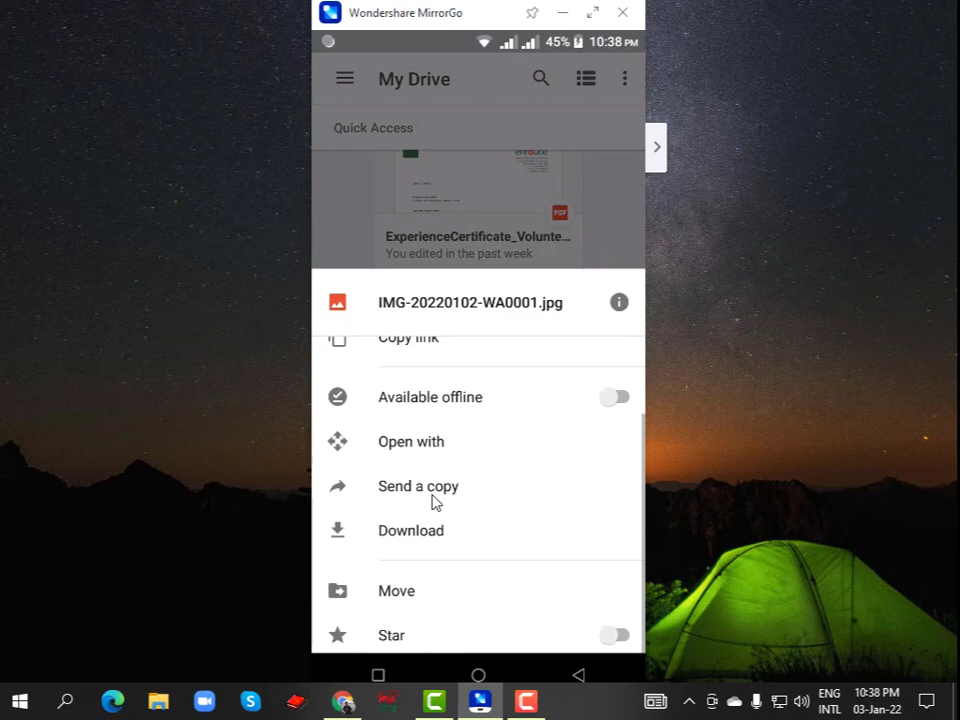 Wondershare MirrorGo
45% 10:38 PM
My Drive
Quick Access
enroute
PDF
ExperienceCertificate_Volunte...
You edited in the past week
IMG-20220102-WA0001.jpg
Copy link
Available offline
Open with
Send a copy
Download
Move
Star
ENG
INTL
10:38 PM
03-Jan-22